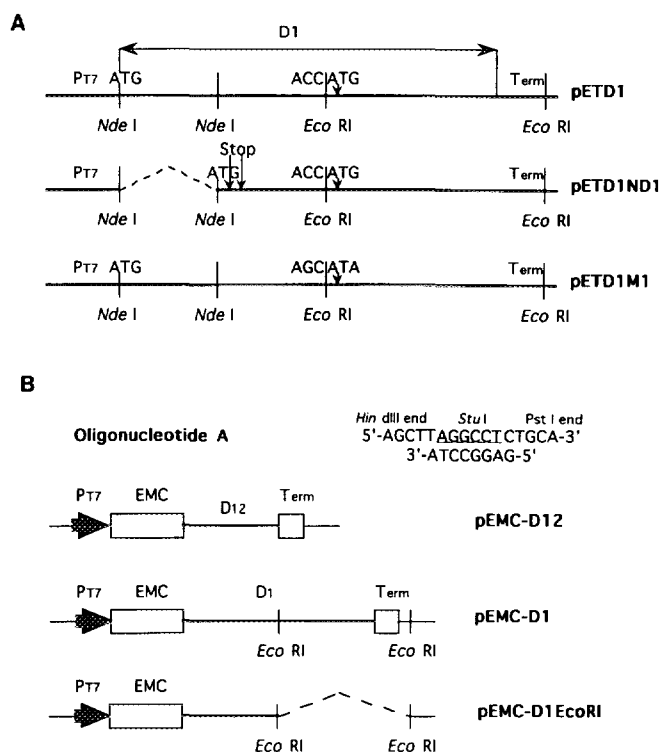 A
D1
PT7 ATG ACC ATG Term
pETD1
Nde I Nde I Eco RI Eco RI
Stop
ATG ACC ATG Term
pETD1ND1
Nde I Nde I Eco RI Eco RI
PT7 ATG AGC ATA Term
pETD1M1
Nde I Nde I Eco RI Eco RI
B
Hin dIII end Stu I Pst I end
Oligonucleotide A 5'-AGCTTAGGCCTCTGCA-3'
3'-ATCCGGAG-5'
PT7 EMC D12 Term
pEMC-D12
PT7 EMC D1 Term
pEMC-D1
Eco RI Eco RI
PT7 EMC
pEMC-D1EcoRI
Eco RI Eco RI